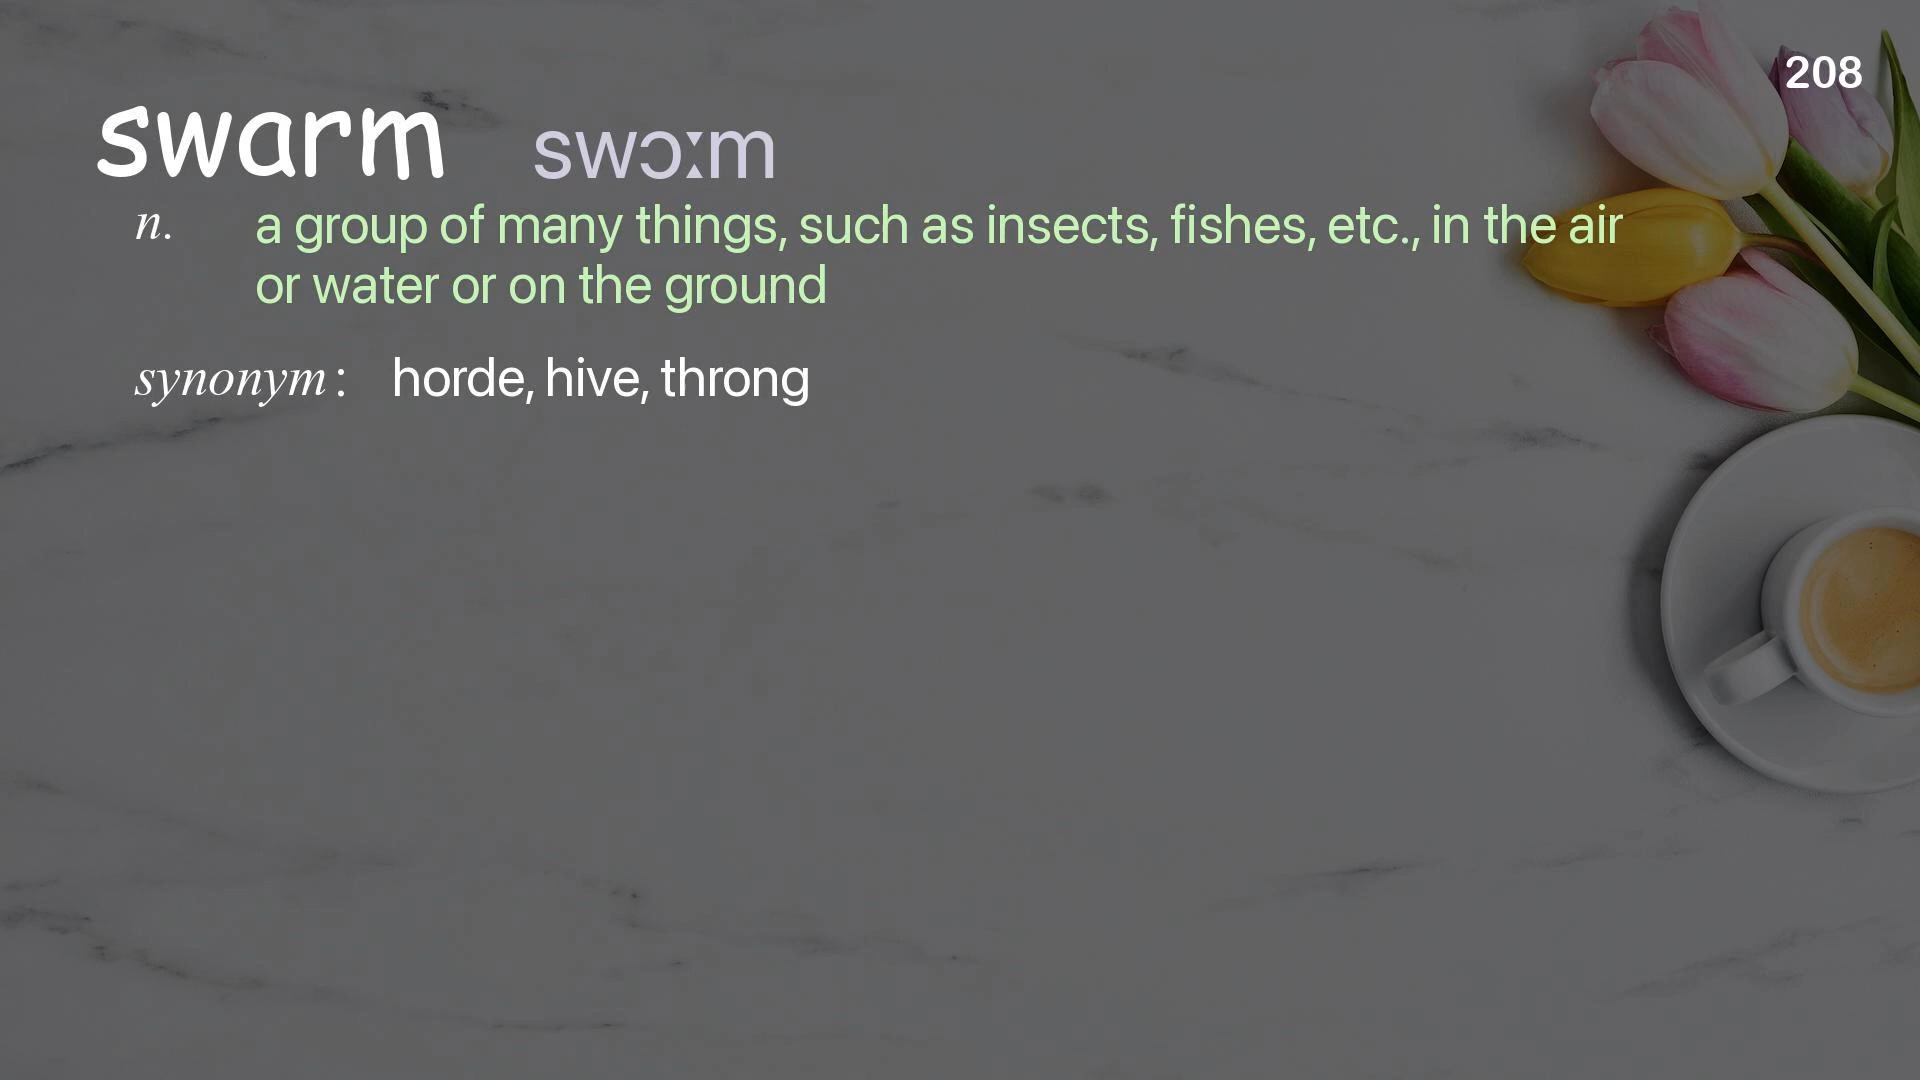 208
swarm swɔːm
n. a group of many things, such as insects, fishes, etc., in the air
or water or on the ground
synonym: horde, hive, throng